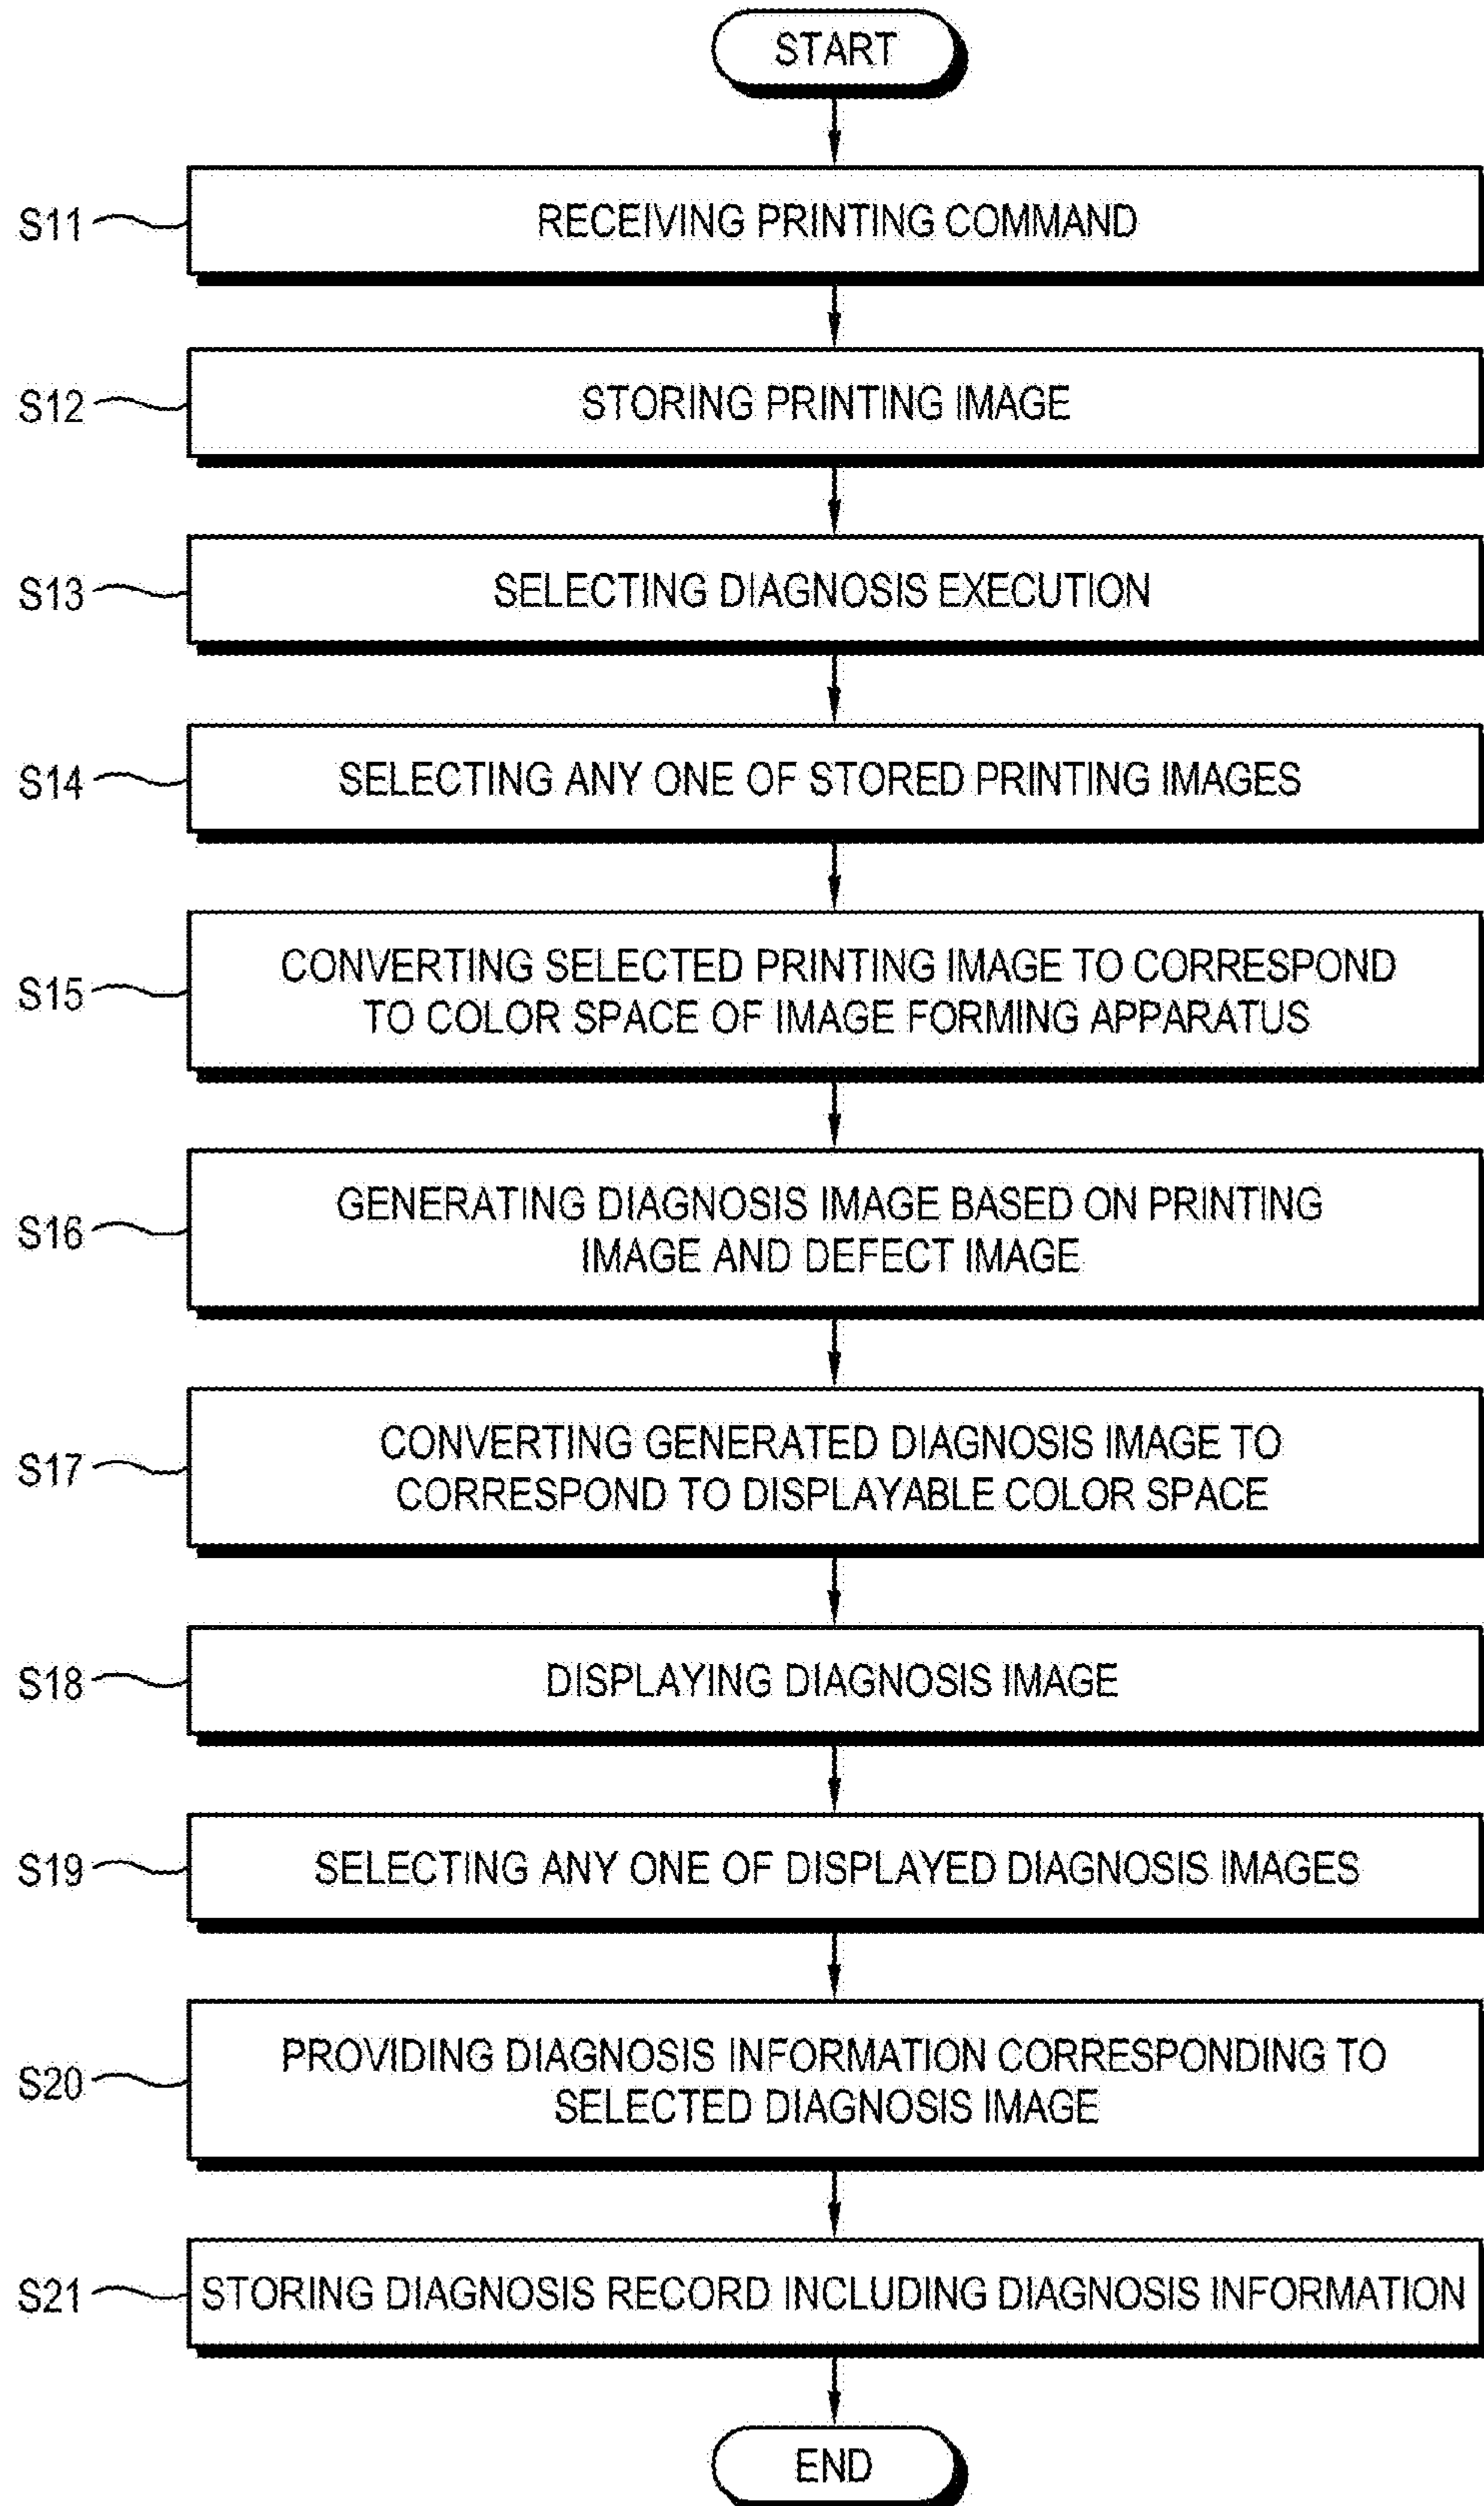 START
S11
RECEIVING PRINTING COMMAND
S12
STORING PRINTING IMAGE
S13
SELECTING DIAGNOSIS EXECUTION
S14
SELECTING ANY ONE OF STORED PRINTING IMAGES
S15
CONVERTING SELECTED PRINTING IMAGE TO CORRESPOND
TO COLOR SPACE OF IMAGE FORMING APPARATUS
S16
GENERATING DIAGNOSIS IMAGE BASED ON PRINTING
IMAGE AND DEFECT IMAGE
S17
CONVERTING GENERATED DIAGNOSIS IMAGE TO
CORRESPOND TO DISPLAYABLE COLOR SPACE
S18
DISPLAYING DIAGNOSIS IMAGE
S19
SELECTING ANY ONE OF DISPLAYED DIAGNOSIS IMAGES
S20
PROVIDING DIAGNOSIS INFORMATION CORRESPONDING TO
SELECTED DIAGNOSIS IMAGE
S21
STORING DIAGNOSIS RECORD INCLUDING DIAGNOSIS INFORMATION
END